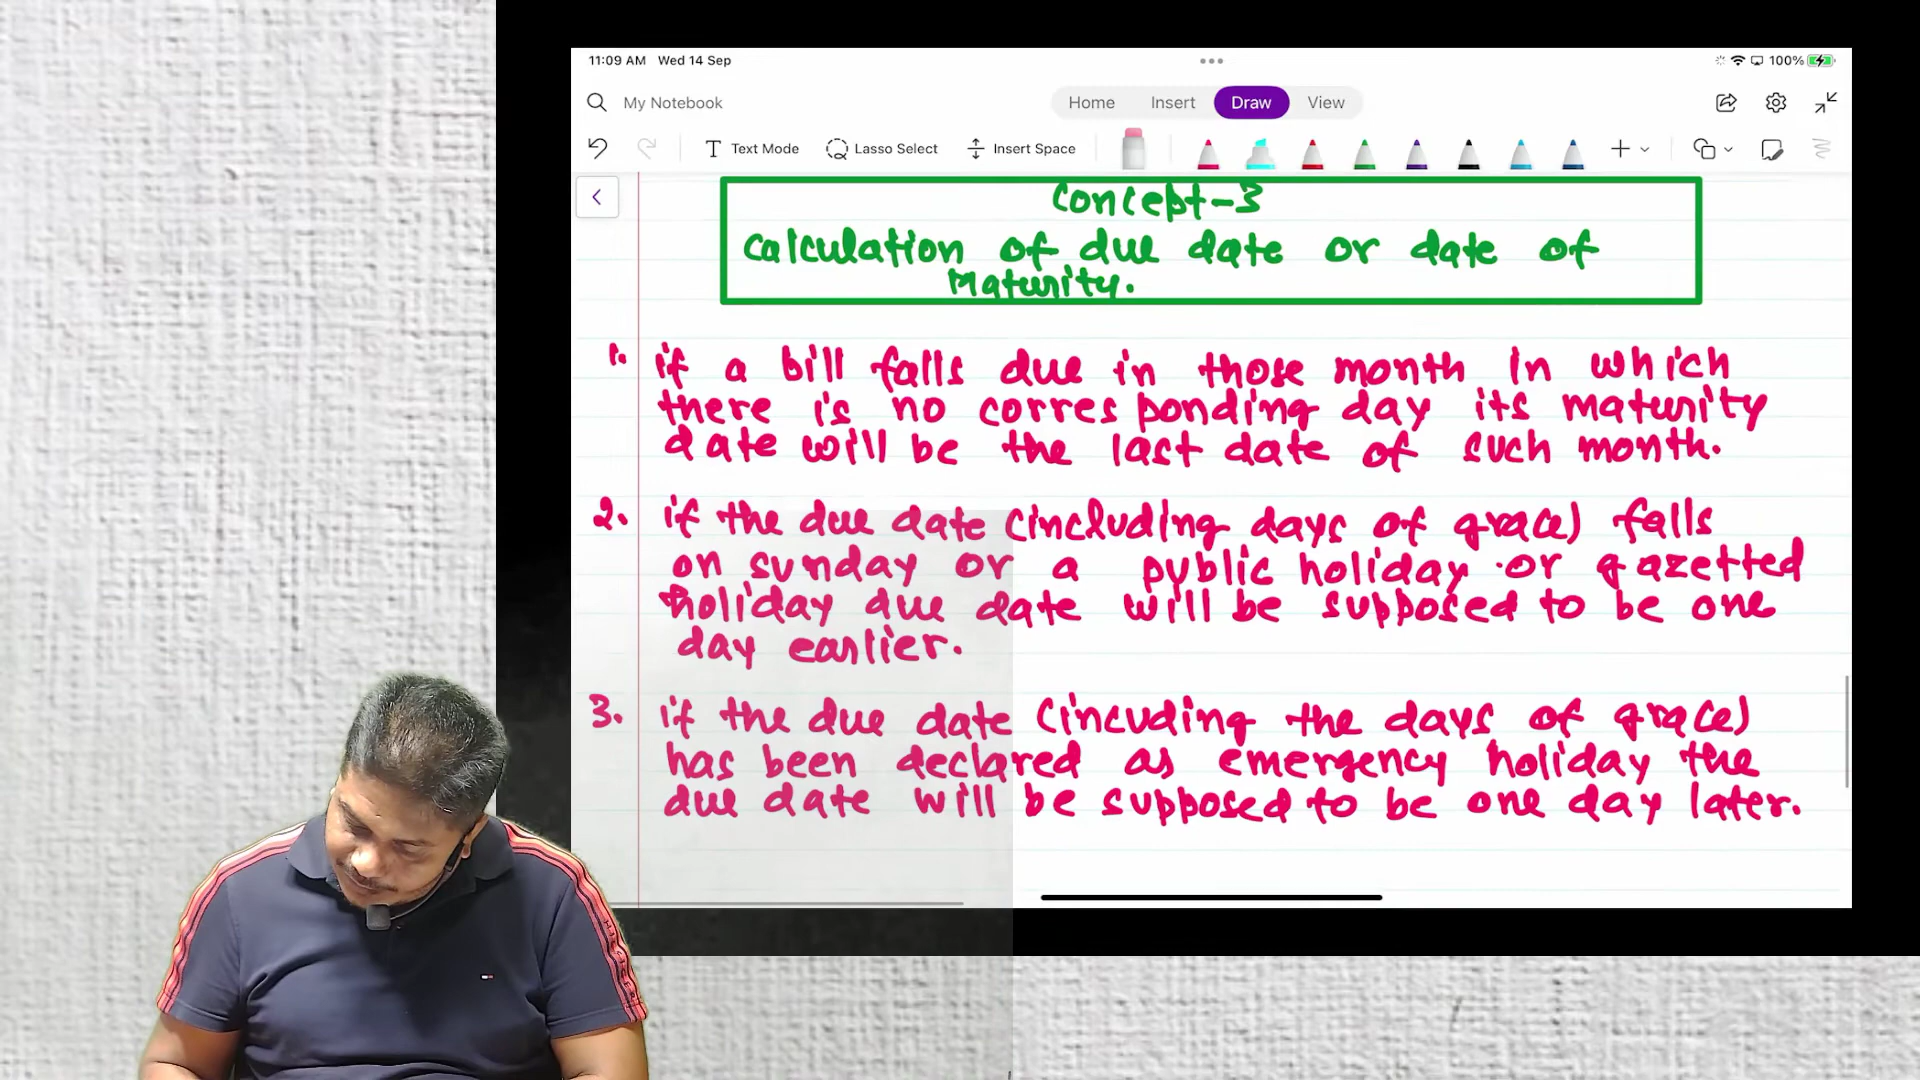 11:09 AM Wed 14 Sep
100%
My Notebook
Home Insert Draw View
Text Mode Lasso Select Insert Space
Concept-3
Calculation of due date or date of
Maturity.
1. if a bill falls due in those month in which
there is no corresponding day its maturity
date will be the last date of such month.
2. if the due date (including days of grace) falls
on sunday or a public holiday or gazetted
holiday due date will be supposed to be one
day earlier.
3. if the due date (incuding the days of grace)
has been declared as emergency holiday the
due date will be supposed to be one day later.